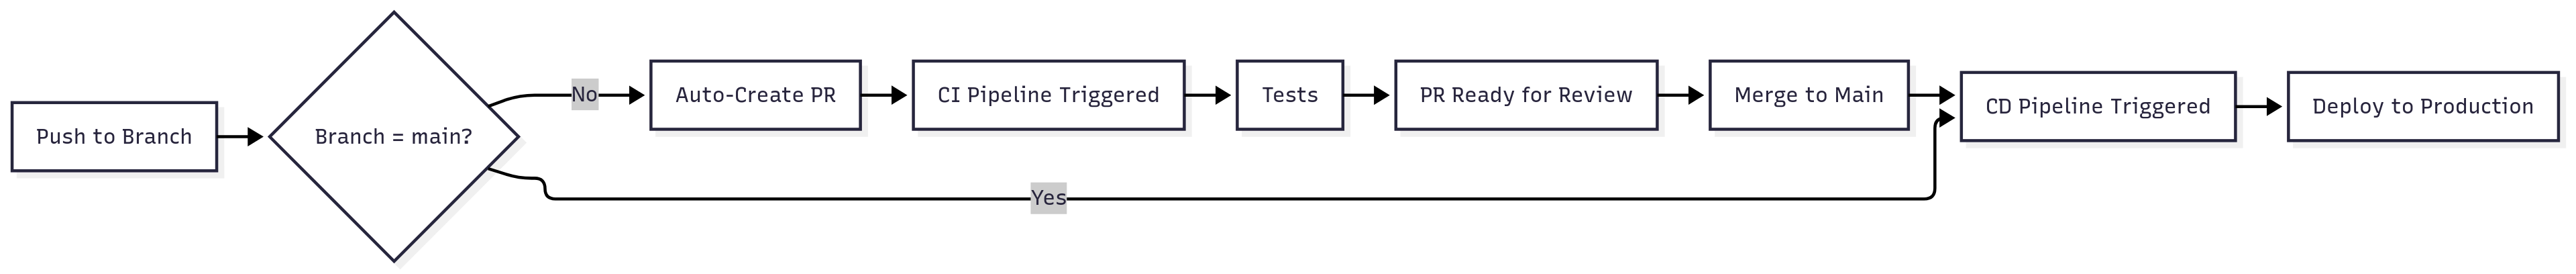 Push to Branch
Branch = main?
No
Auto-Create PR
CI Pipeline Triggered
Tests
PR Ready for Review
Merge to Main
Yes
CD Pipeline Triggered
Deploy to Production